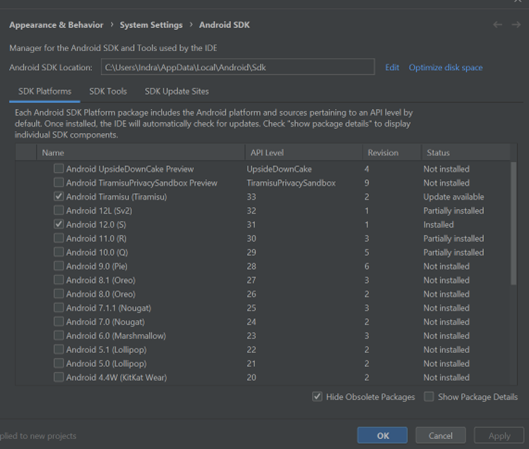 Appearance & Behavior › System Settings › Android SDK
Manager for the Android SDK and Tools used by the IDE
Android SDK Location: C:\Users\Indra\AppData\Local\Android\Sdk Edit Optimize disk space
SDK Platforms SDK Tools SDK Update Sites
Each Android SDK Platform package includes the Android platform and sources pertaining to an API level by
default. Once installed, the IDE will automatically check for updates. Check "show package details" to display
individual SDK components.
Name API Level Revision Status
Android UpsideDownCake Preview UpsideDownCake 4 Not installed
Android TiramisuPrivacySandbox Preview TiramisuPrivacySandbox 9 Not installed
Android Tiramisu (Tiramisu) 33 2 Update available
Android 12L (Sv2) 32 1 Partially installed
Android 12.0 (S) 31 1 Installed
Android 11.0 (R) 30 3 Partially installed
Android 10.0 (Q) 29 5 Partially installed
Android 9.0 (Pie) 28 6 Not installed
Android 8.1 (Oreo) 27 3 Not installed
Android 8.0 (Oreo) 26 2 Not installed
Android 7.1.1 (Nougat) 25 3 Not installed
Android 7.0 (Nougat) 24 2 Not installed
Android 6.0 (Marshmallow) 23 3 Not installed
Android 5.1 (Lollipop) 22 2 Not installed
Android 5.0 (Lollipop) 21 2 Not installed
Android 4.4W (KitKat Wear) 20 2 Not installed
Hide Obsolete Packages Show Package Details
plied to new projects OK Cancel Apply